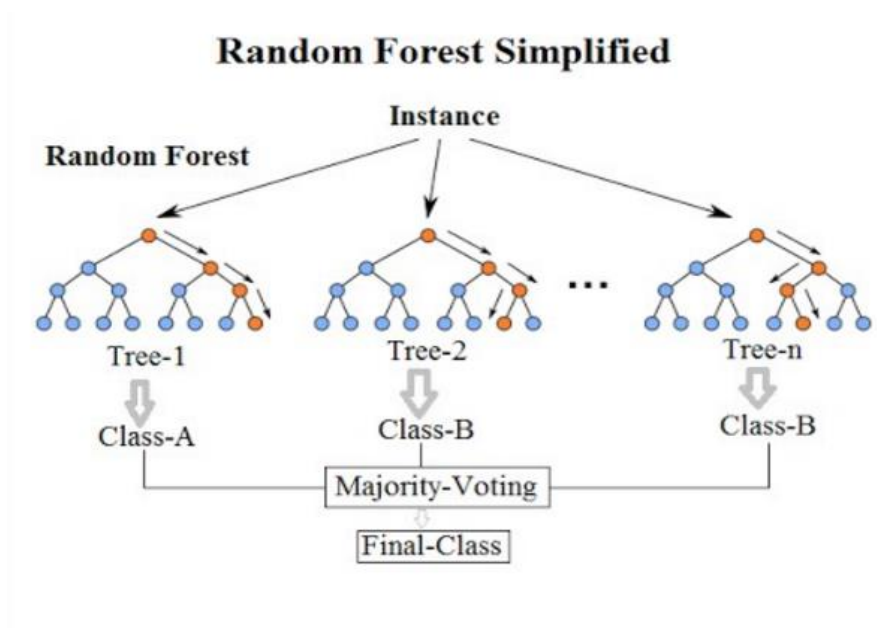 Random Forest Simplified
Instance
Random Forest
...
Tree-1
Tree-2
Tree-n
Class-A
Class-B
Class-B
Majority-Voting
Final-Class